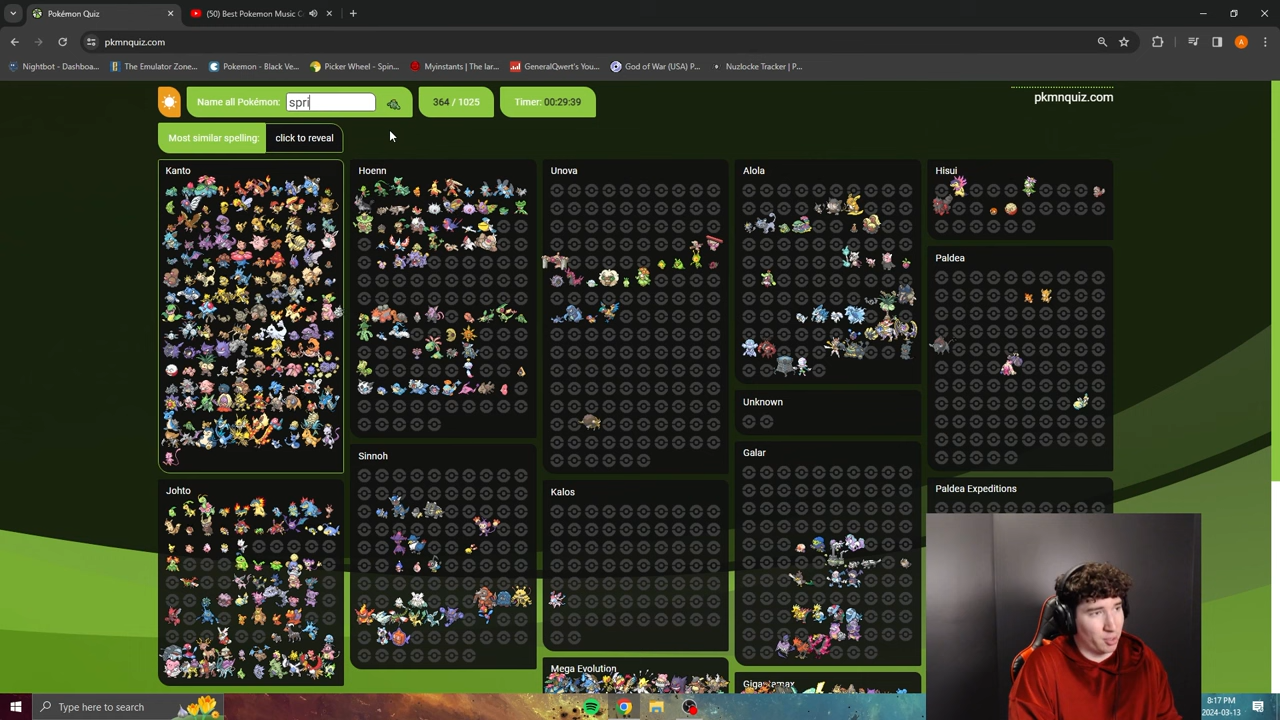 Pokémon Quiz
(50) Best Pokemon Music C
pkmnquiz.com
Nightbot - Dashboa...
The Emulator Zone...
Pokemon - Black Ve...
Picker Wheel - Spin...
Myinstants | The lar...
GeneralQwert's You...
God of War (USA) P...
Nuzlocke Tracker | P...
Name all Pokémon:
spri
364 / 1025
Timer: 00:29:39
pkmnquiz.com
Most similar spelling:
click to reveal
Kanto
Hoenn
Unova
Alola
Hisui
Paldea
Unknown
Galar
Sinnoh
Johto
Kalos
Paldea Expeditions
Mega Evolution
Gigantamax
Type here to search
8:17 PM
2024-03-13